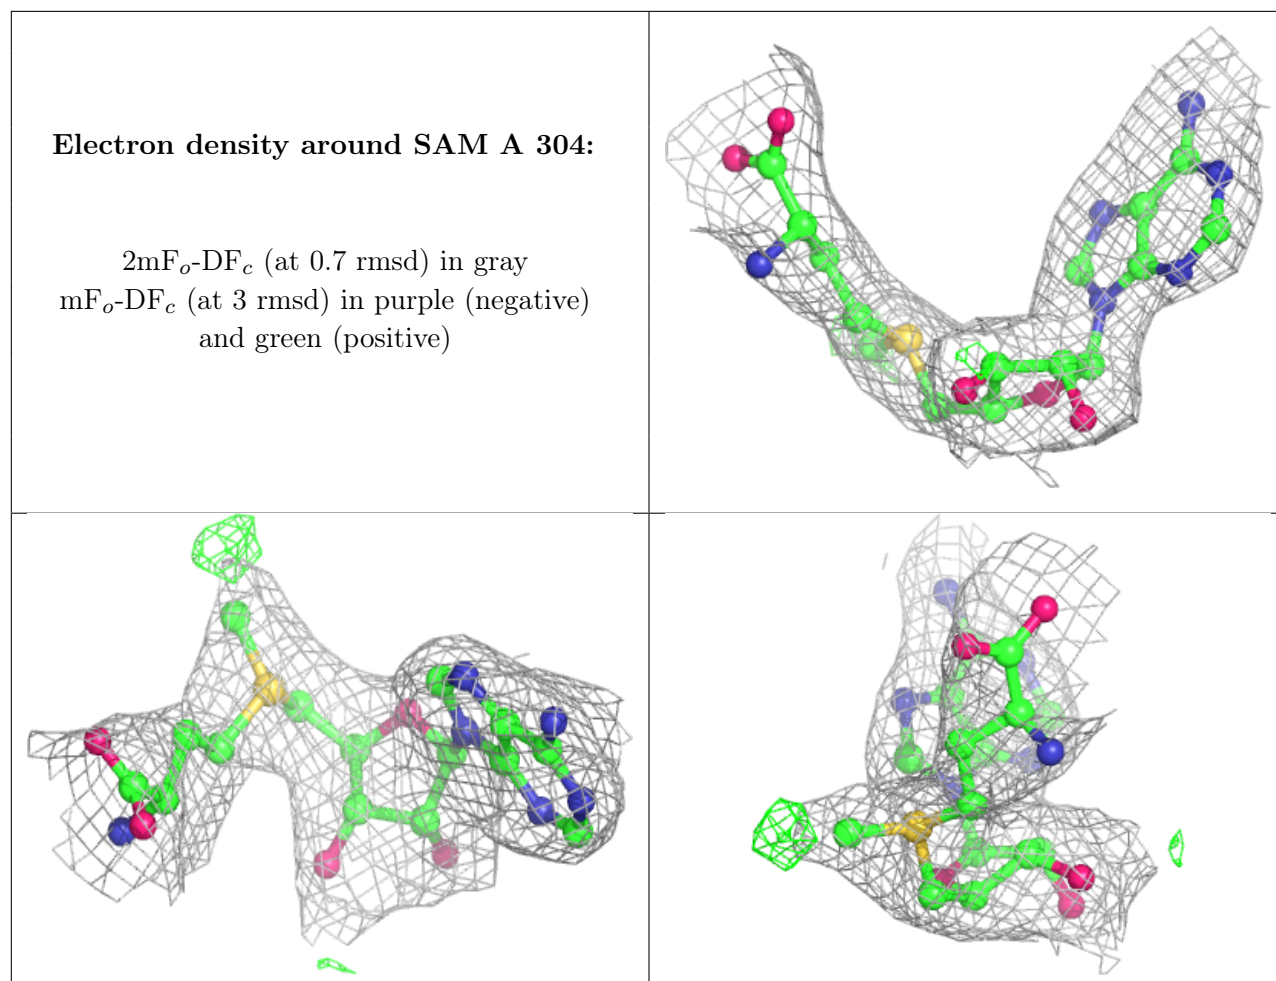 Electron density around SAM A 304:
2mFo-DFc (at 0.7 rmsd) in gray
mFo-DFc (at 3 rmsd) in purple (negative)
and green (positive)